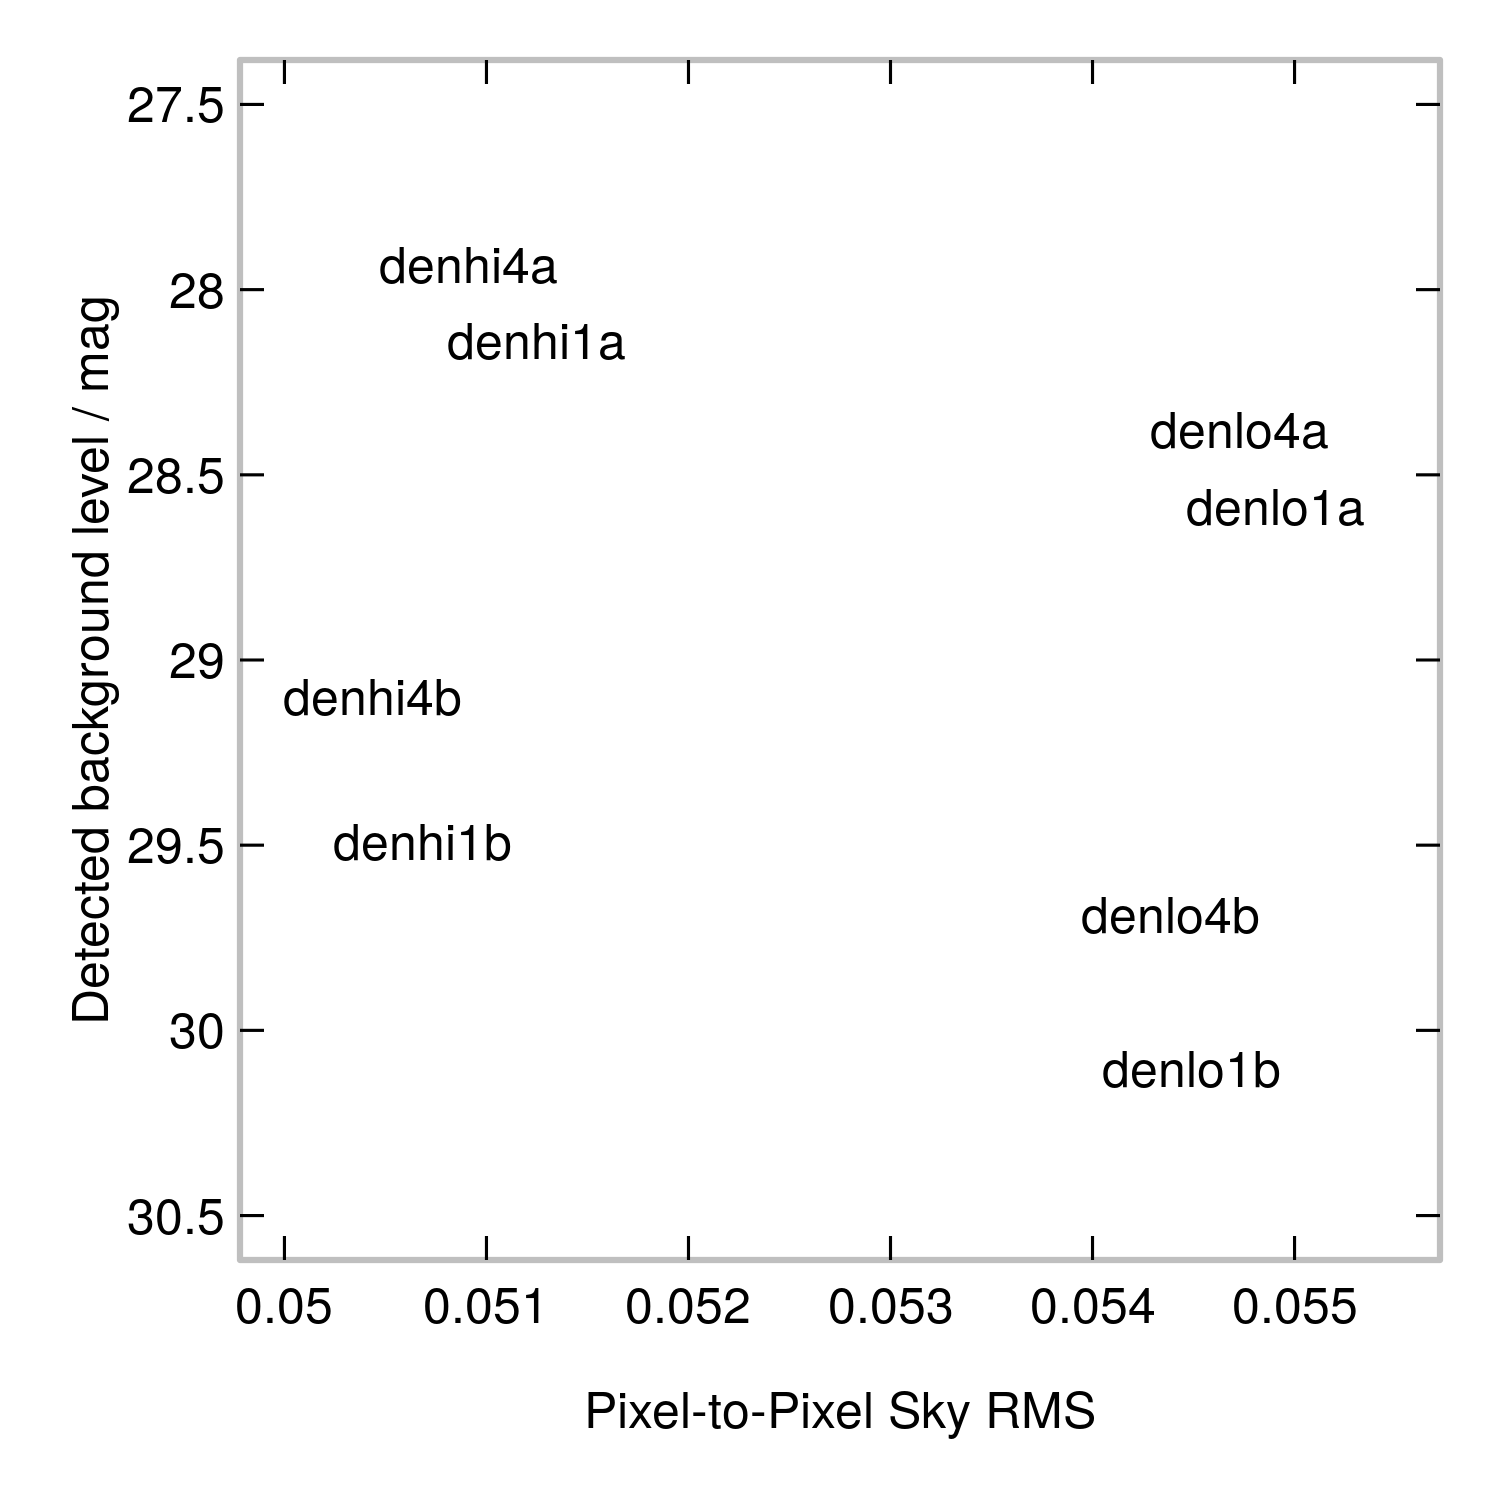 27.5
denhi4a
28
denhi1a
denlo4a
28.5
denlo1a
29
denhi4b
29.5
denhi1b
denlo4b
30
denlo1b
30.5
Detected background level / mag
0.05 0.051 0.052 0.053 0.054 0.055
Pixel-to-Pixel Sky RMS